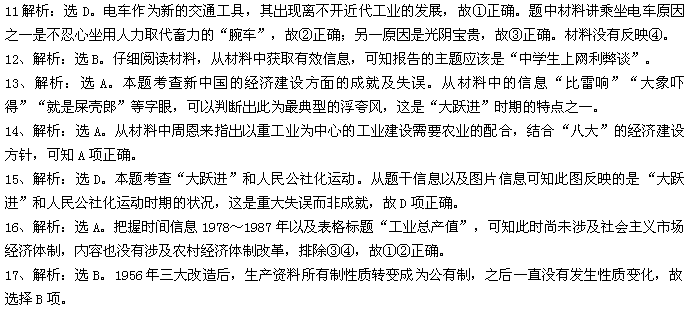 11解析：选D。电车作为新的交通工具，其出现离不开近代工业的发展，故①正确。题中材料讲乘坐电车原因
之一是不忍心坐用人力取代畜力的“腕车”，故②正确；另一原因是光阴宝贵，故③正确。材料没有反映④。
12、解析：选B。仔细阅读材料，从材料中获取有效信息，可知报告的主题应该是“中学生上网利弊谈”。
13、解析：选A。本题考查新中国的经济建设方面的成就及失误。从材料中的信息“比雷响”“大象吓
得”“就是屎壳郎”等字眼，可以判断出此为最典型的浮夸风，这是“大跃进”时期的特点之一。
14、解析：选A。从材料中周恩来指出以重工业为中心的工业建设需要农业的配合，结合“八大”的经济建设
方针，可知A项正确。
15、解析：选D。本题考查“大跃进”和人民公社化运动。从题干信息以及图片信息可知此图反映的是“大跃
进”和人民公社化运动时期的状况，这是重大失误而非成就，故D项正确。
16、解析：选A。把握时间信息1978～1987年以及表格标题“工业总产值”，可知此时尚未涉及社会主义市场
经济体制，内容也没有涉及农村经济体制改革，排除③④，故①②正确。
17、解析：选B。1956年三大改造后，生产资料所有制性质转变成为公有制，之后一直没有发生性质变化，故
选择B项。